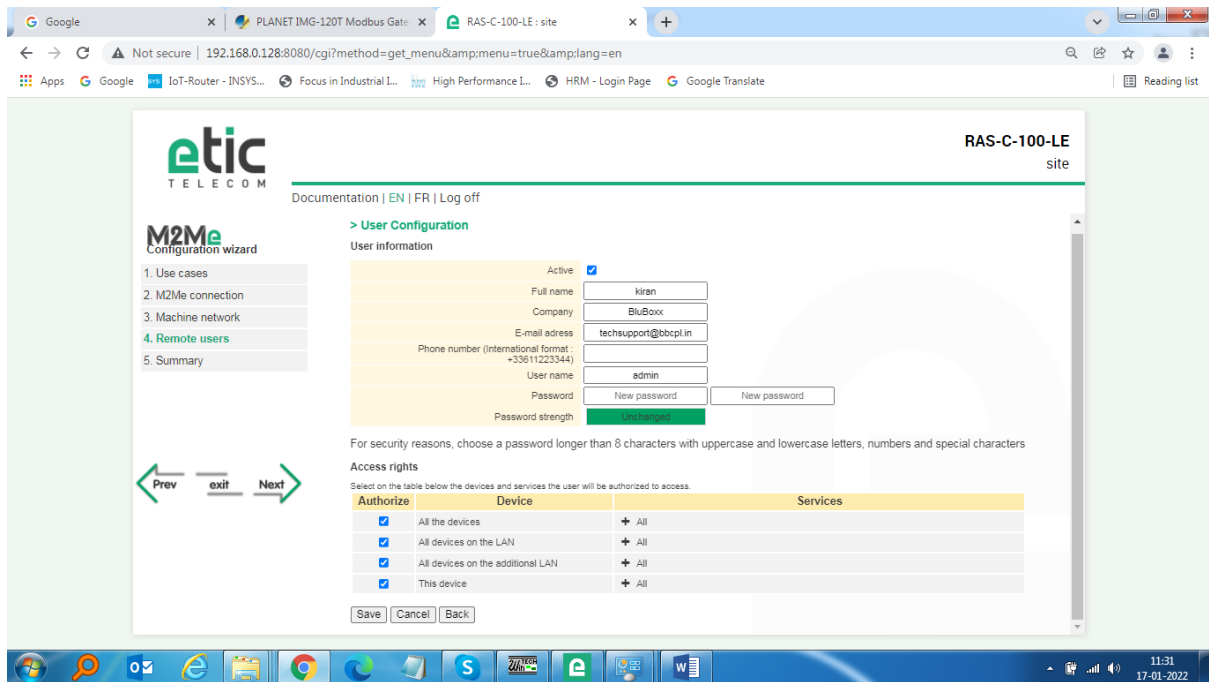 Google
PLANET IMG-120T Modbus Gate
RAS-C-100-LE : site
Not secure | 192.168.0.128:8080/cgi?method=get_menu&amp;menu=true&amp;lang=en
Apps Google IoT-Router - INSYS... Focus in Industrial I... High Performance I... HRM - Login Page Google Translate Reading list
etic
TELECOM
RAS-C-100-LE
site
Documentation | EN | FR | Log off
M2Me
Configuration wizard
1. Use cases
2. M2Me connection
3. Machine network
4. Remote users
5. Summary
Prev exit Next
> User Configuration
User information
Active
Full name kiran
Company BluBoxx
E-mail adress techsupport@bbcpl.in
Phone number (International format :
+33611223344)
User name admin
Password New password New password
Password strength Unchanged
For security reasons, choose a password longer than 8 characters with uppercase and lowercase letters, numbers and special characters
Access rights
Select on the table below the devices and services the user will be authorized to access.
Authorize Device Services
All the devices + All
All devices on the LAN + All
All devices on the additional LAN + All
This device + All
Save Cancel Back
11:31
17-01-2022